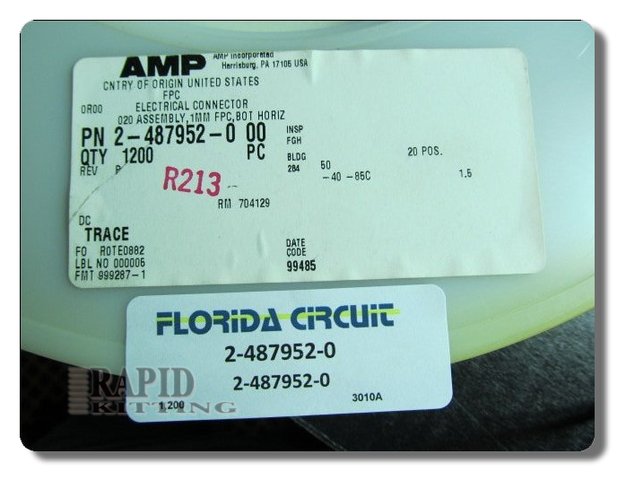 AMP AMP Incorporated
Harrisburg, PA 17105 USA
CNTRY OF ORIGIN UNITED STATES
FPC
OR00 ELECTRICAL CONNECTOR
020 ASSEMBLY,1MM FPC,BOT HORIZ
PN 2-487952-0 00
QTY 1200 PC
REV
INSP
FGH
BLDG
284
20 POS.
50
-40 -85C 1.5
R213
RM 704129
DC
TRACE
FO R0TE0882
LBL NO 000006
FMT 999287-1
DATE
CODE
99485
FLORIDA CIRCUIT
2-487952-0
2-487952-0
1,200 3010A
RAPID
KITTING